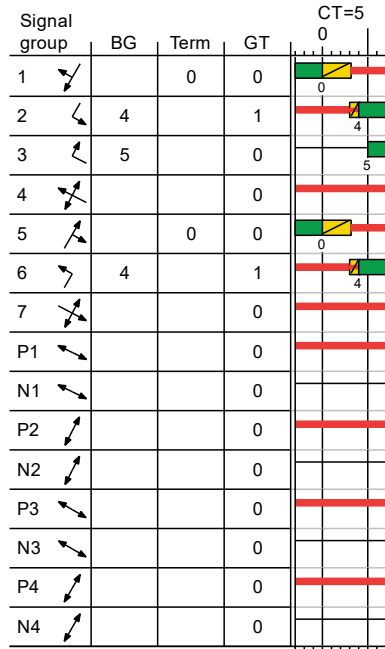 Signal group BG Term GT CT=5
0
1 0 0 0
2 4 1 4
3 5 0 5
4 0
5 0 0 0
6 4 1 4
7 0
P1 0
N1 0
P2 0
N2 0
P3 0
N3 0
P4 0
N4 0